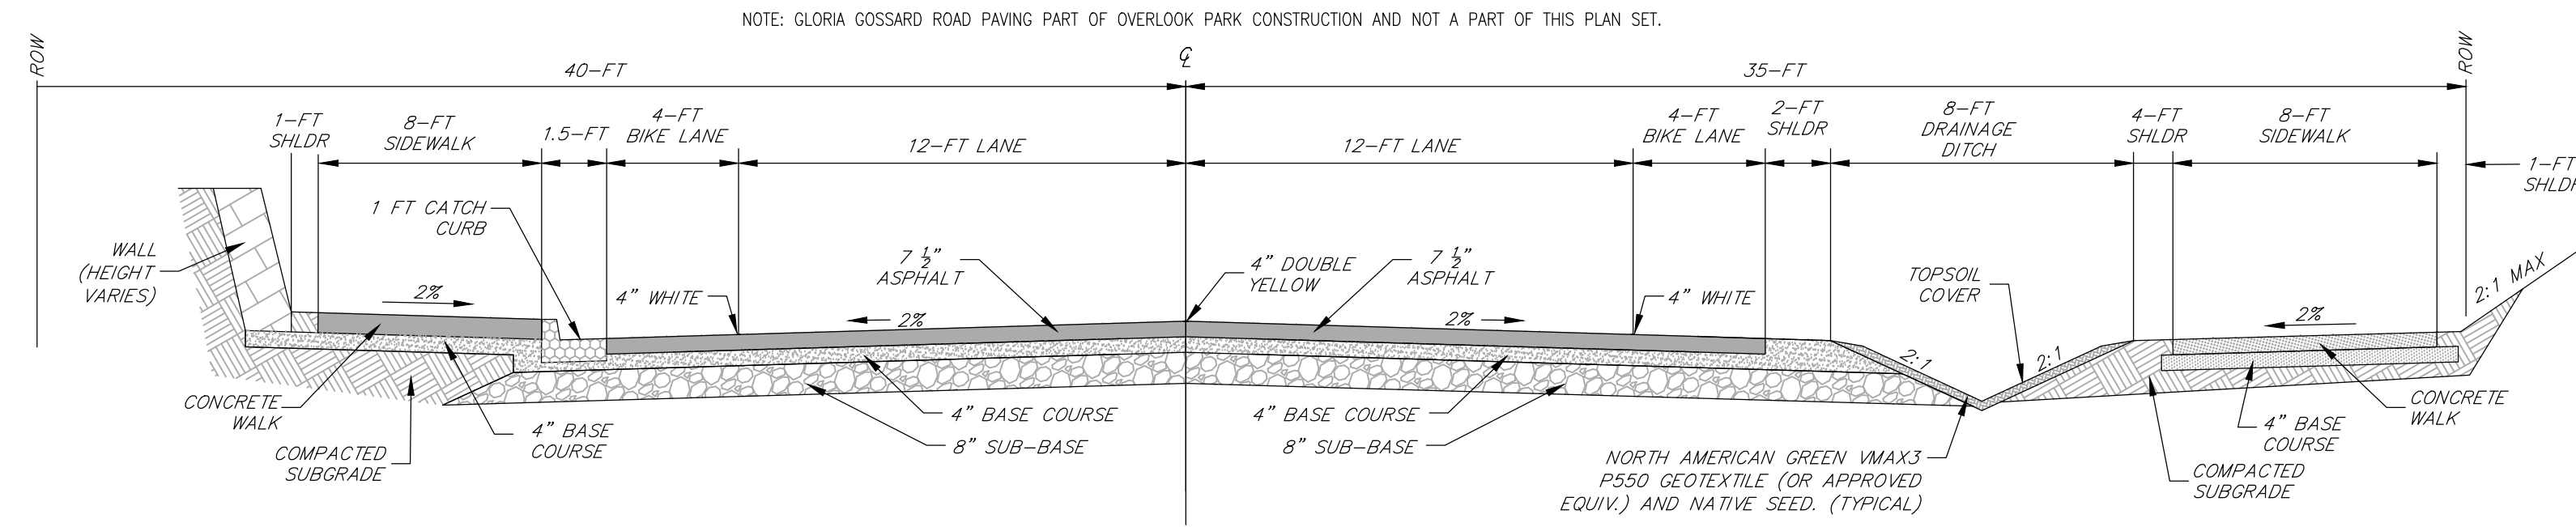 NOTE: GLORIA GOSSARD ROAD PAVING PART OF OVERLOOK PARK CONSTRUCTION AND NOT A PART OF THIS PLAN SET.
ROW
℄
ROW
40-FT
35-FT
1-FT
SHLDR
8-FT
SIDEWALK
1.5-FT
4-FT
BIKE LANE
12-FT LANE
12-FT LANE
4-FT
BIKE LANE
2-FT
SHLDR
8-FT
DRAINAGE
DITCH
4-FT
SHLDR
8-FT
SIDEWALK
1-FT
SHLDR
1 FT CATCH
CURB
WALL
(HEIGHT
VARIES)
2%
4" WHITE
7 ½"
ASPHALT
2%
4" DOUBLE
YELLOW
7 ½"
ASPHALT
2%
4" WHITE
TOPSOIL
COVER
2:1
2:1
2%
2:1 MAX
CONCRETE
WALK
COMPACTED
SUBGRADE
4" BASE
COURSE
4" BASE COURSE
8" SUB-BASE
4" BASE COURSE
8" SUB-BASE
NORTH AMERICAN GREEN VMAX3
P550 GEOTEXTILE (OR APPROVED
EQUIV.) AND NATIVE SEED. (TYPICAL)
CONCRETE
WALK
4" BASE
COURSE
COMPACTED
SUBGRADE